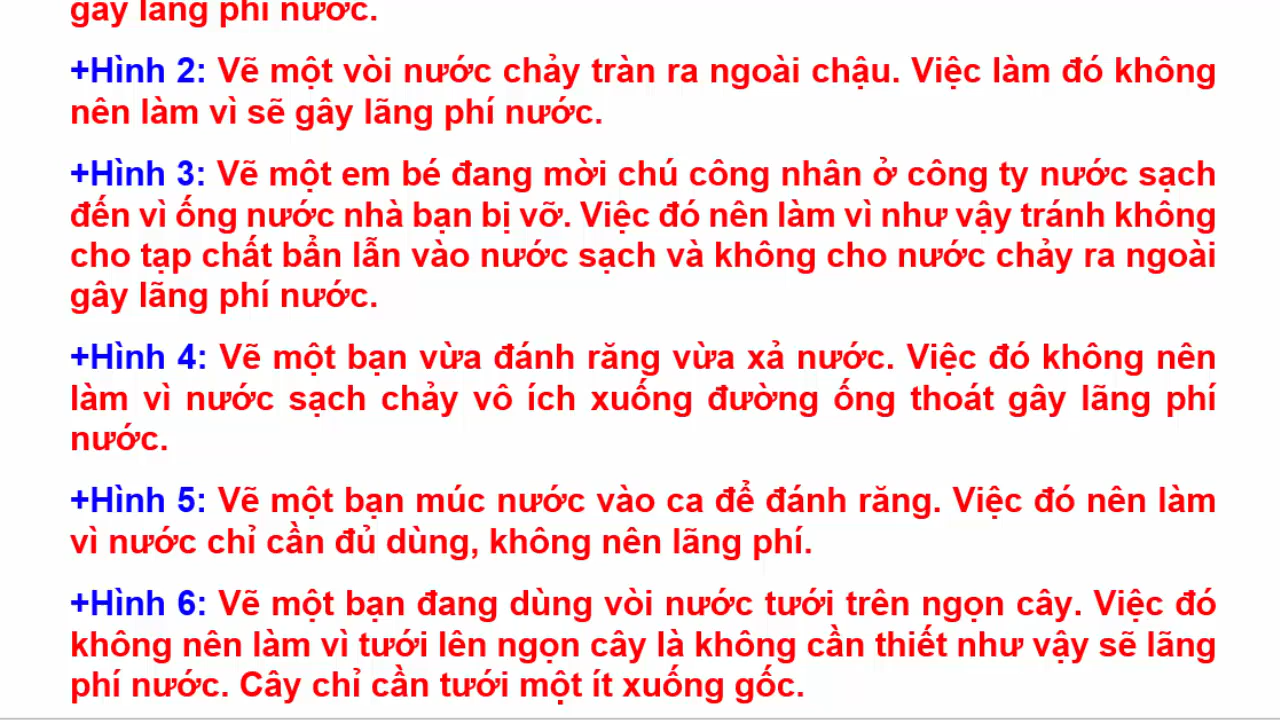 gây lãng phí nước.
+Hình 2: Vẽ một vòi nước chảy tràn ra ngoài chậu. Việc làm đó không
nên làm vì sẽ gây lãng phí nước.
+Hình 3: Vẽ một em bé đang mời chú công nhân ở công ty nước sạch
đến vì ống nước nhà bạn bị vỡ. Việc đó nên làm vì như vậy tránh không
cho tạp chất bẩn lẫn vào nước sạch và không cho nước chảy ra ngoài
gây lãng phí nước.
+Hình 4: Vẽ một bạn vừa đánh răng vừa xả nước. Việc đó không nên
làm vì nước sạch chảy vô ích xuống đường ống thoát gây lãng phí
nước.
+Hình 5: Vẽ một bạn múc nước vào ca để đánh răng. Việc đó nên làm
vì nước chỉ cần đủ dùng, không nên lãng phí.
+Hình 6: Vẽ một bạn đang dùng vòi nước tưới trên ngọn cây. Việc đó
không nên làm vì tưới lên ngọn cây là không cần thiết như vậy sẽ lãng
phí nước. Cây chỉ cần tưới một ít xuống gốc.